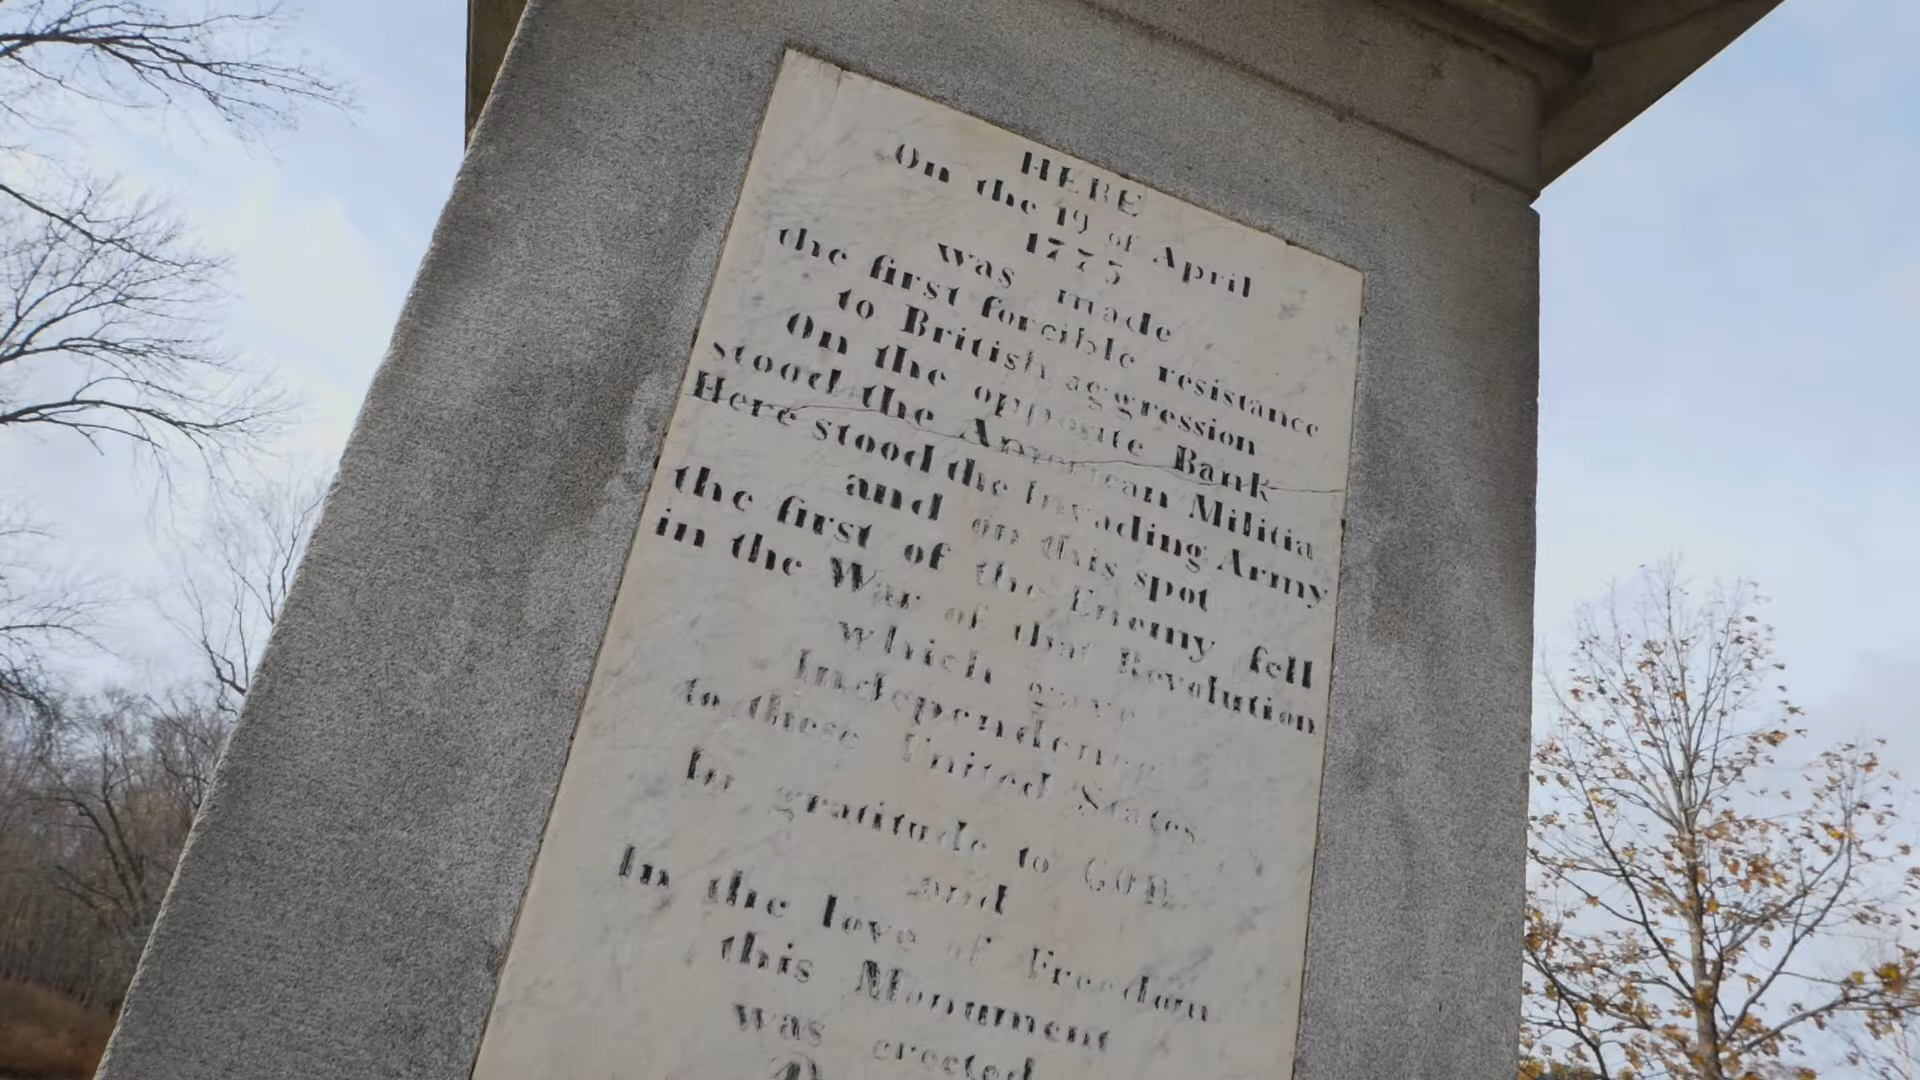 HERE
On the 19 of April
1775
was made
the first forcible resistance
to British aggression
On the opposite Bank
stood the American Militia
Here stood the Invading Army
and on this spot
the first of the Enemy fell
in the War of that Revolution
which gave
Independence
to these United States
In gratitude to GOD
and
In the love of Freedom
this Monument
was erected